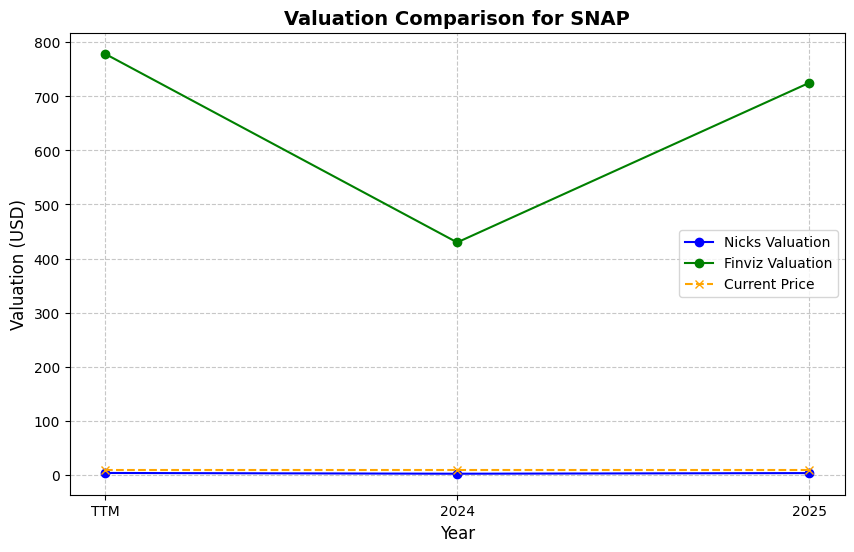 Valuation Comparison for SNAP
800
700
600
500
400
300
200
100
0
Valuation (USD)
Nicks Valuation
Finviz Valuation
Current Price
TTM
2024
2025
Year